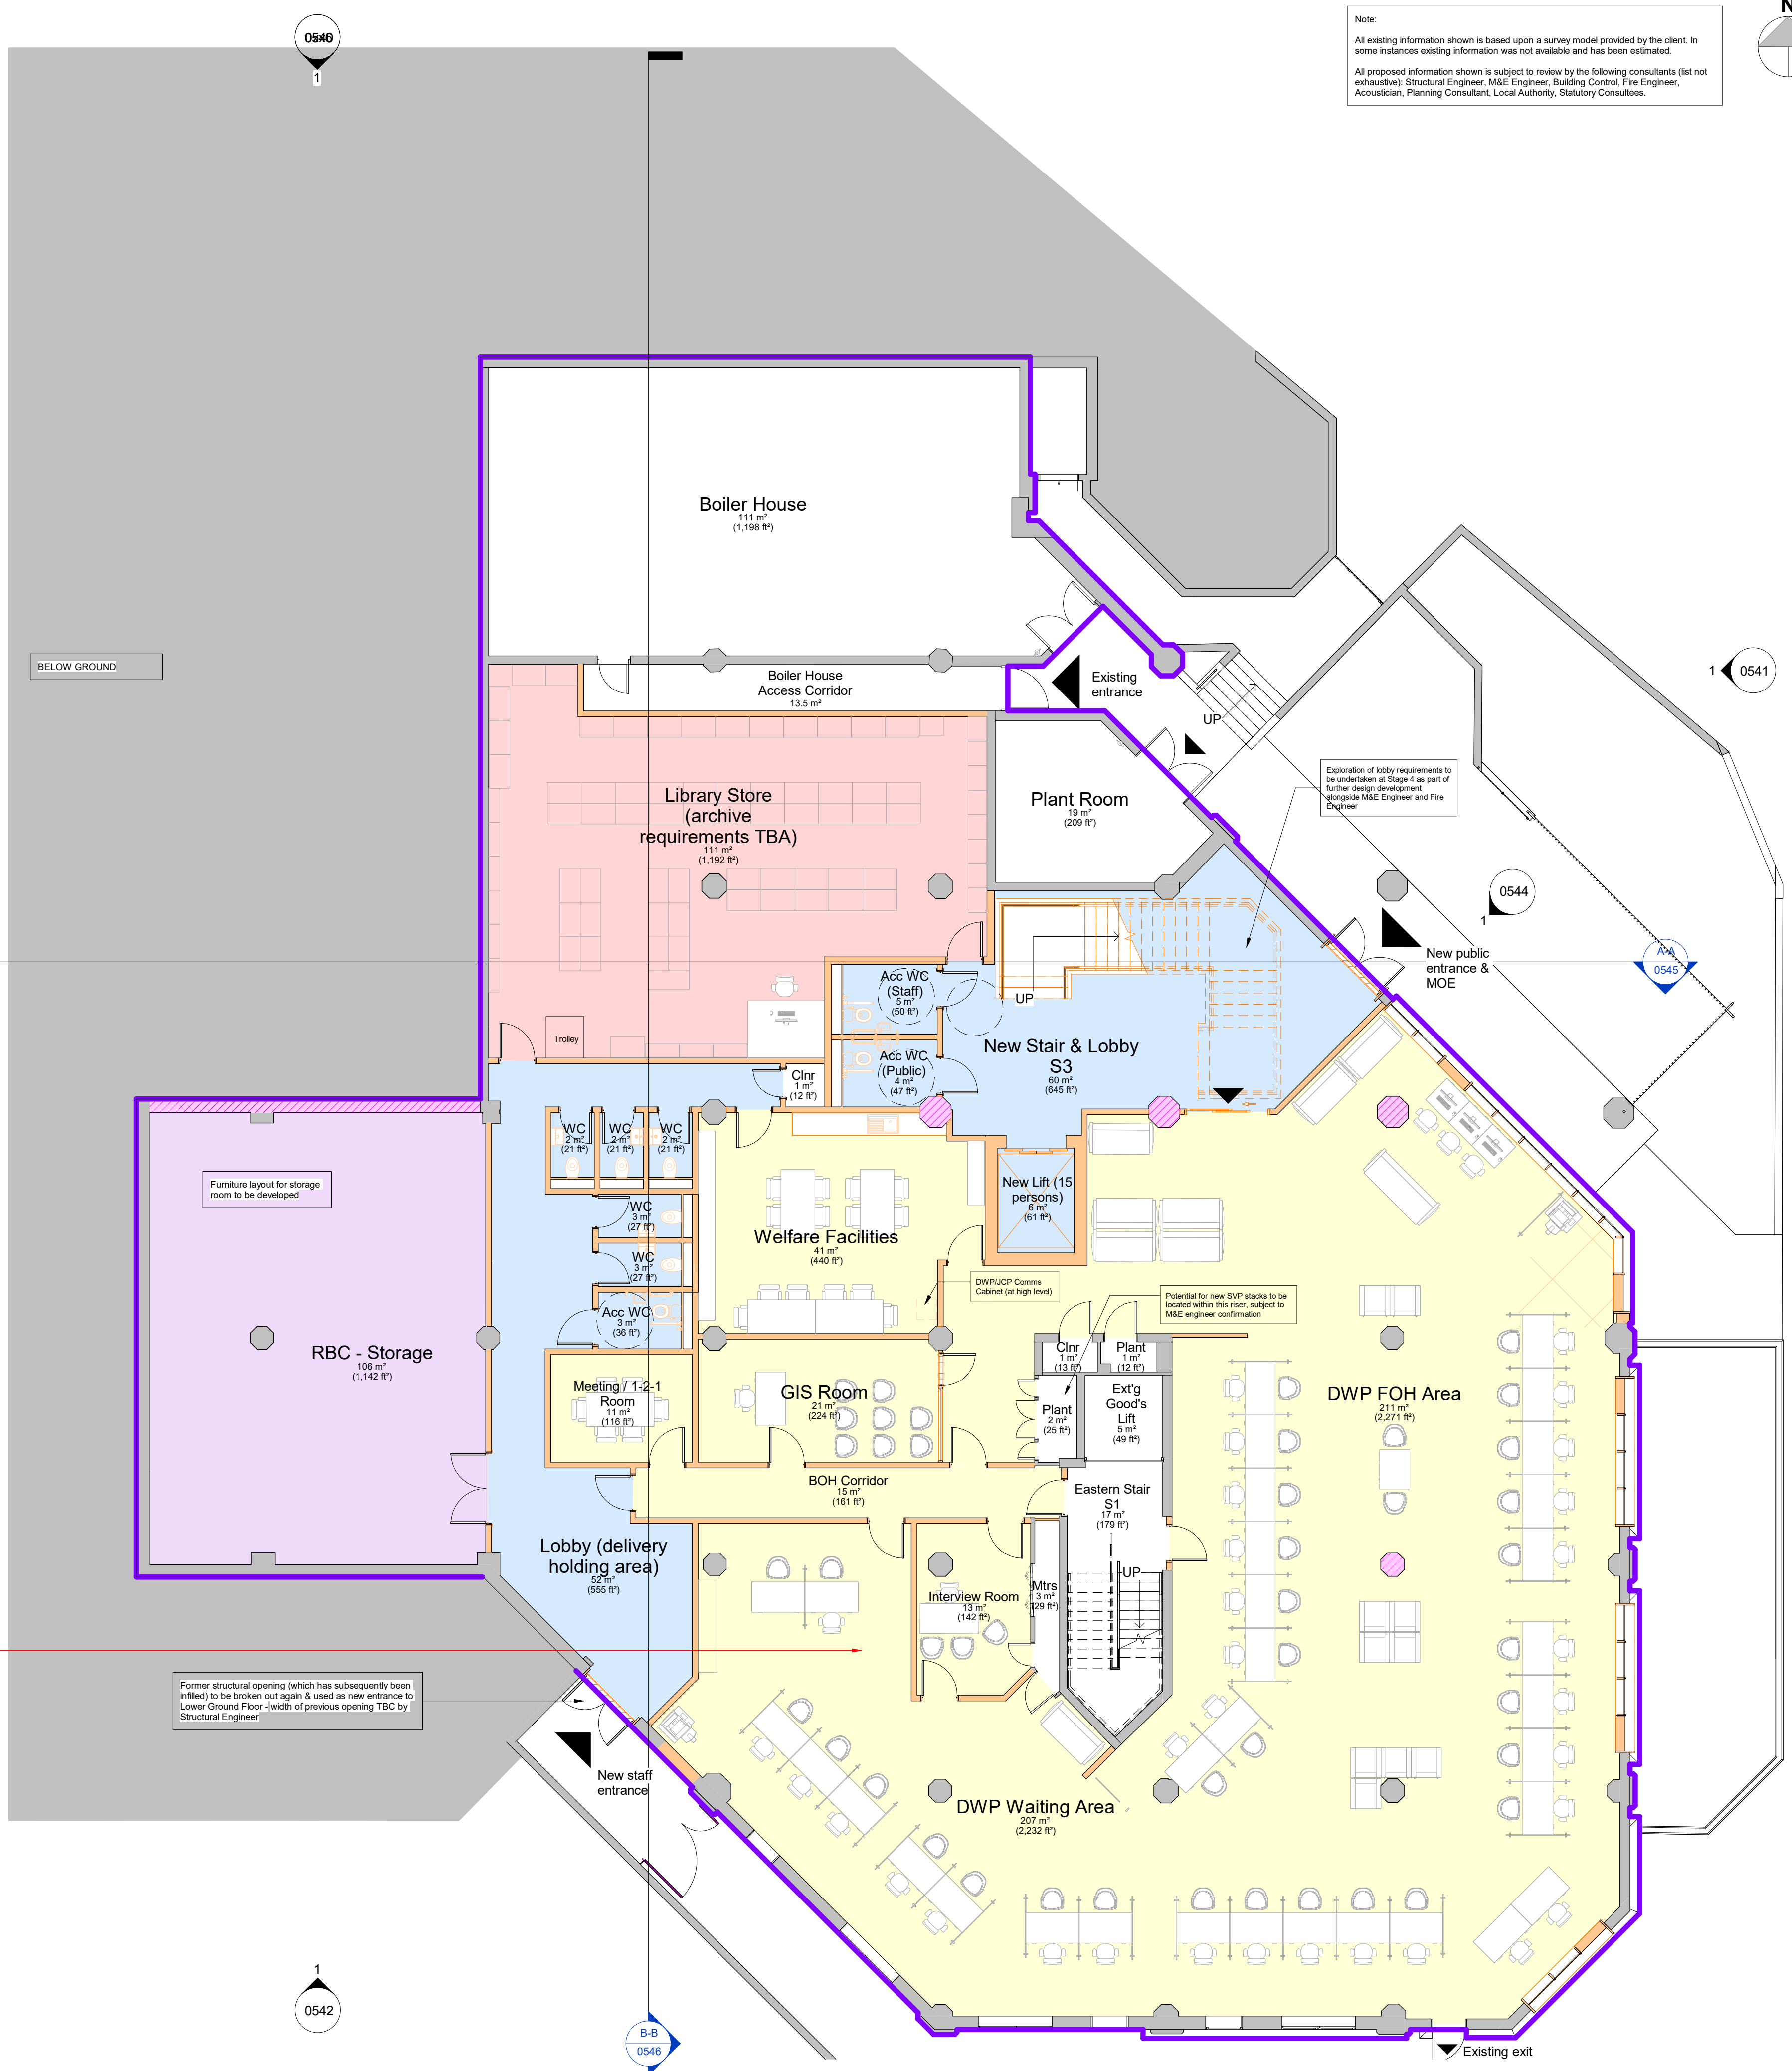 N
Note:
All existing information shown is based upon a survey model provided by the client. In
some instances existing information was not available and has been estimated.
All proposed information shown is subject to review by the following consultants (list not
exhaustive): Structural Engineer, M&E Engineer, Building Control, Fire Engineer,
Acoustician, Planning Consultant, Local Authority, Statutory Consultees.
1
Boiler House
111 m²
(1,198 ft²)
BELOW GROUND
Boiler House
Access Corridor
13.5 m²
Existing
entrance
UP
1
0541
Library Store
(archive
requirements TBA)
111 m²
(1,192 ft²)
Plant Room
19 m²
(209 ft²)
Exploration of lobby requirements to
be undertaken at Stage 4 as part of
further design development
alongside M&E Engineer and Fire
Engineer
0544
1
New public
entrance &
MOE
A-A
0545
Acc WC
(Staff)
5 m²
(50 ft²)
UP
Trolley
New Stair & Lobby
S3
60 m²
(645 ft²)
Acc WC
(Public)
4 m²
(47 ft²)
Clnr
1 m²
(12 ft²)
WC
2 m²
(21 ft²)
WC
2 m²
(21 ft²)
WC
2 m²
(21 ft²)
Furniture layout for storage
room to be developed
New Lift (15
persons)
6 m²
(61 ft²)
WC
3 m²
(27 ft²)
Welfare Facilities
41 m²
(440 ft²)
WC
3 m²
(27 ft²)
DWP/JCP Comms
Cabinet (at high level)
Potential for new SVP stacks to be
located within this riser, subject to
M&E engineer confirmation
Acc WC
3 m²
(36 ft²)
RBC - Storage
106 m²
(1,142 ft²)
Clnr
1 m²
(13 ft²)
Plant
1 m²
(12 ft²)
Meeting / 1-2-1
Room
11 m²
(116 ft²)
GIS Room
21 m²
(224 ft²)
Plant
2 m²
(25 ft²)
Ext'g
Good's
Lift
5 m²
(49 ft²)
DWP FOH Area
211 m²
(2,271 ft²)
BOH Corridor
15 m²
(161 ft²)
Eastern Stair
S1
17 m²
(179 ft²)
Lobby (delivery
holding area)
52 m²
(555 ft²)
UP
Interview Room
13 m²
(142 ft²)
Mtrs
3 m²
(29 ft²)
Former structural opening (which has subsequently been
infilled) to be broken out again & used as new entrance to
Lower Ground Floor - width of previous opening TBC by
Structural Engineer
New staff
entrance
DWP Waiting Area
207 m²
(2,232 ft²)
1
0542
B-B
0546
Existing exit